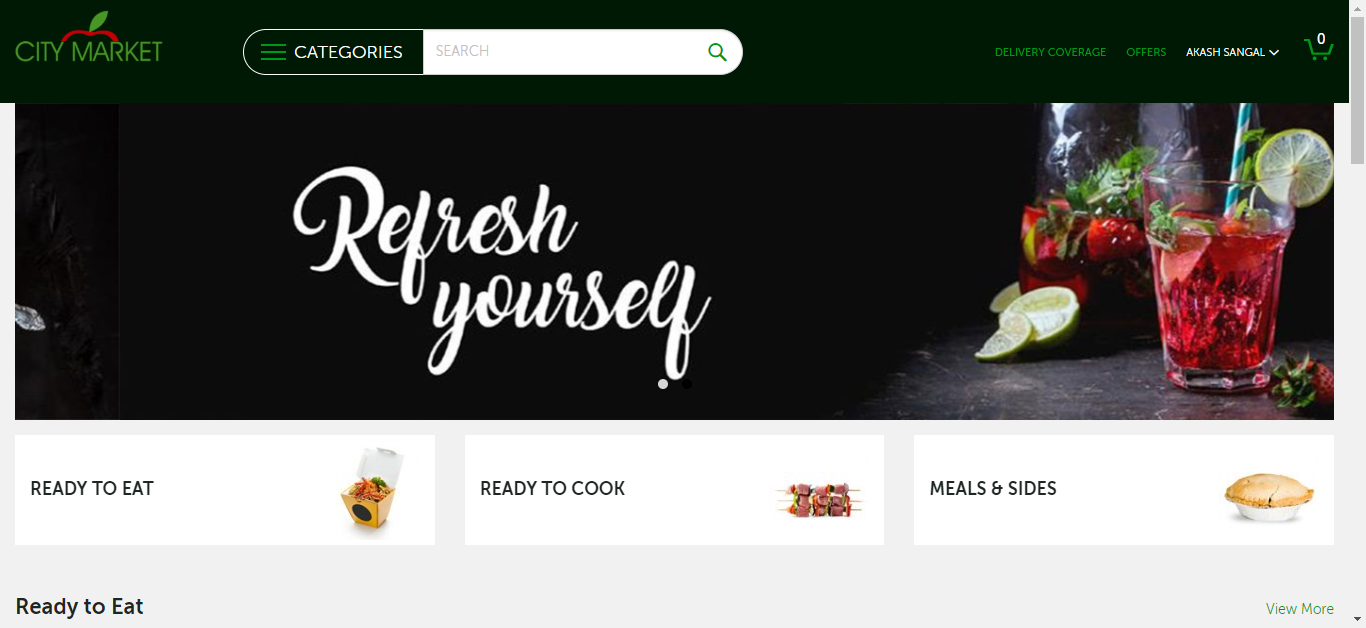 CITY MARKET
CATEGORIES
SEARCH
DELIVERY COVERAGE
OFFERS
AKASH SANGAL
0
Refresh
yourself
READY TO EAT
READY TO COOK
MEALS & SIDES
Ready to Eat
View More